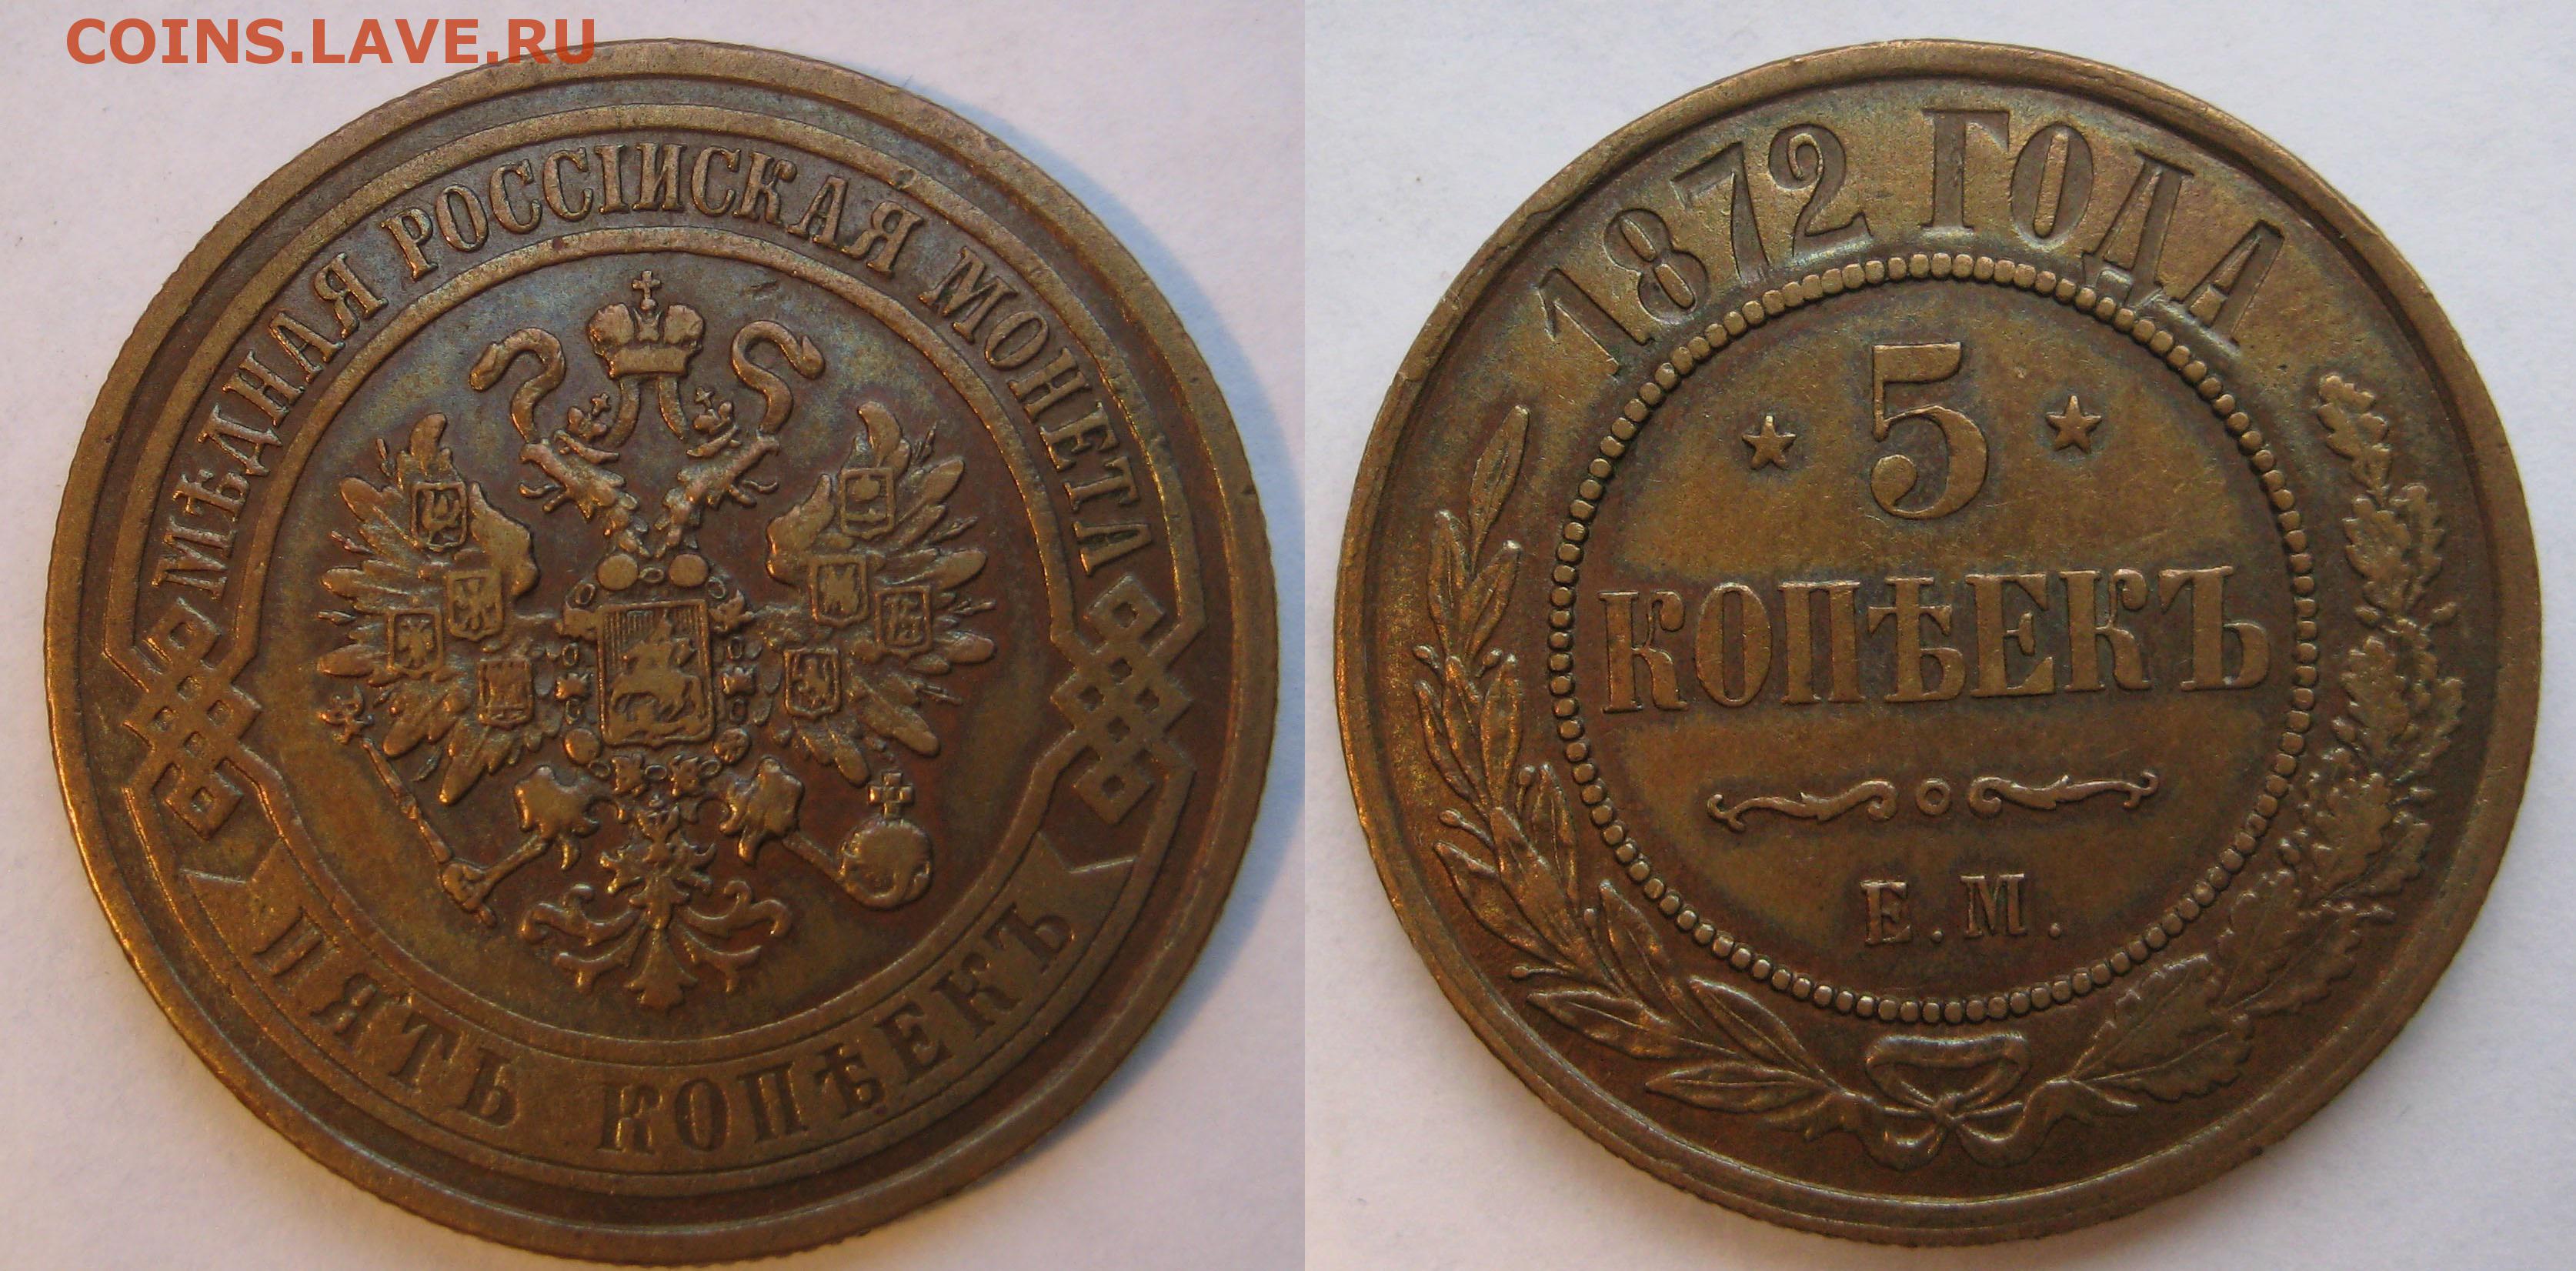 COINS.LAVE.RU
МѢДНАЯ РОССІЙСКАЯ МОНЕТА
ПЯТЬ КОПѢЕКЪ
1872 ГОДА
5
КОПѢЕКЪ
Е.М.